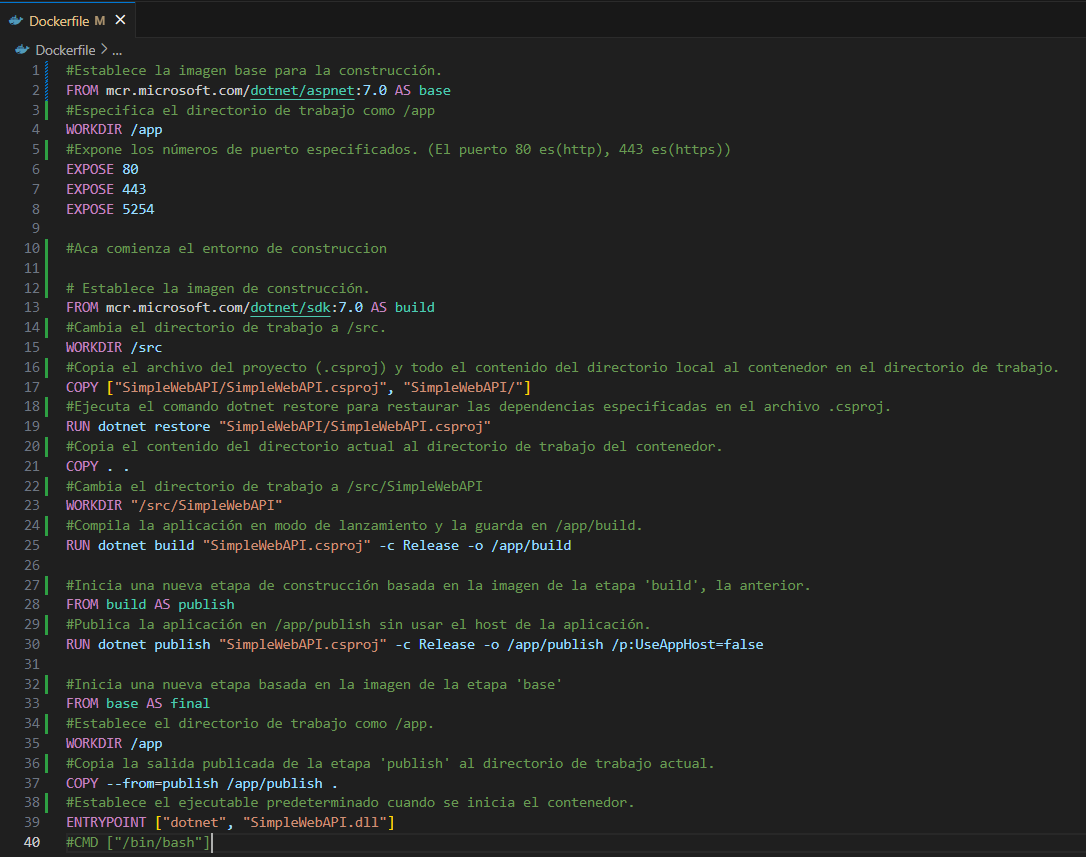 Dockerfile M ×
Dockerfile > ...
1 #Establece la imagen base para la construcción.
2 FROM mcr.microsoft.com/dotnet/aspnet:7.0 AS base
3 #Especifica el directorio de trabajo como /app
4 WORKDIR /app
5 #Expone los números de puerto especificados. (El puerto 80 es(http), 443 es(https))
6 EXPOSE 80
7 EXPOSE 443
8 EXPOSE 5254
9
10 #Aca comienza el entorno de construccion
11
12 # Establece la imagen de construcción.
13 FROM mcr.microsoft.com/dotnet/sdk:7.0 AS build
14 #Cambia el directorio de trabajo a /src.
15 WORKDIR /src
16 #Copia el archivo del proyecto (.csproj) y todo el contenido del directorio local al contenedor en el directorio de trabajo.
17 COPY ["SimpleWebAPI/SimpleWebAPI.csproj", "SimpleWebAPI/"]
18 #Ejecuta el comando dotnet restore para restaurar las dependencias especificadas en el archivo .csproj.
19 RUN dotnet restore "SimpleWebAPI/SimpleWebAPI.csproj"
20 #Copia el contenido del directorio actual al directorio de trabajo del contenedor.
21 COPY . .
22 #Cambia el directorio de trabajo a /src/SimpleWebAPI
23 WORKDIR "/src/SimpleWebAPI"
24 #Compila la aplicación en modo de lanzamiento y la guarda en /app/build.
25 RUN dotnet build "SimpleWebAPI.csproj" -c Release -o /app/build
26
27 #Inicia una nueva etapa de construcción basada en la imagen de la etapa 'build', la anterior.
28 FROM build AS publish
29 #Publica la aplicación en /app/publish sin usar el host de la aplicación.
30 RUN dotnet publish "SimpleWebAPI.csproj" -c Release -o /app/publish /p:UseAppHost=false
31
32 #Inicia una nueva etapa basada en la imagen de la etapa 'base'
33 FROM base AS final
34 #Establece el directorio de trabajo como /app.
35 WORKDIR /app
36 #Copia la salida publicada de la etapa 'publish' al directorio de trabajo actual.
37 COPY --from=publish /app/publish .
38 #Establece el ejecutable predeterminado cuando se inicia el contenedor.
39 ENTRYPOINT ["dotnet", "SimpleWebAPI.dll"]
40 #CMD ["/bin/bash"]